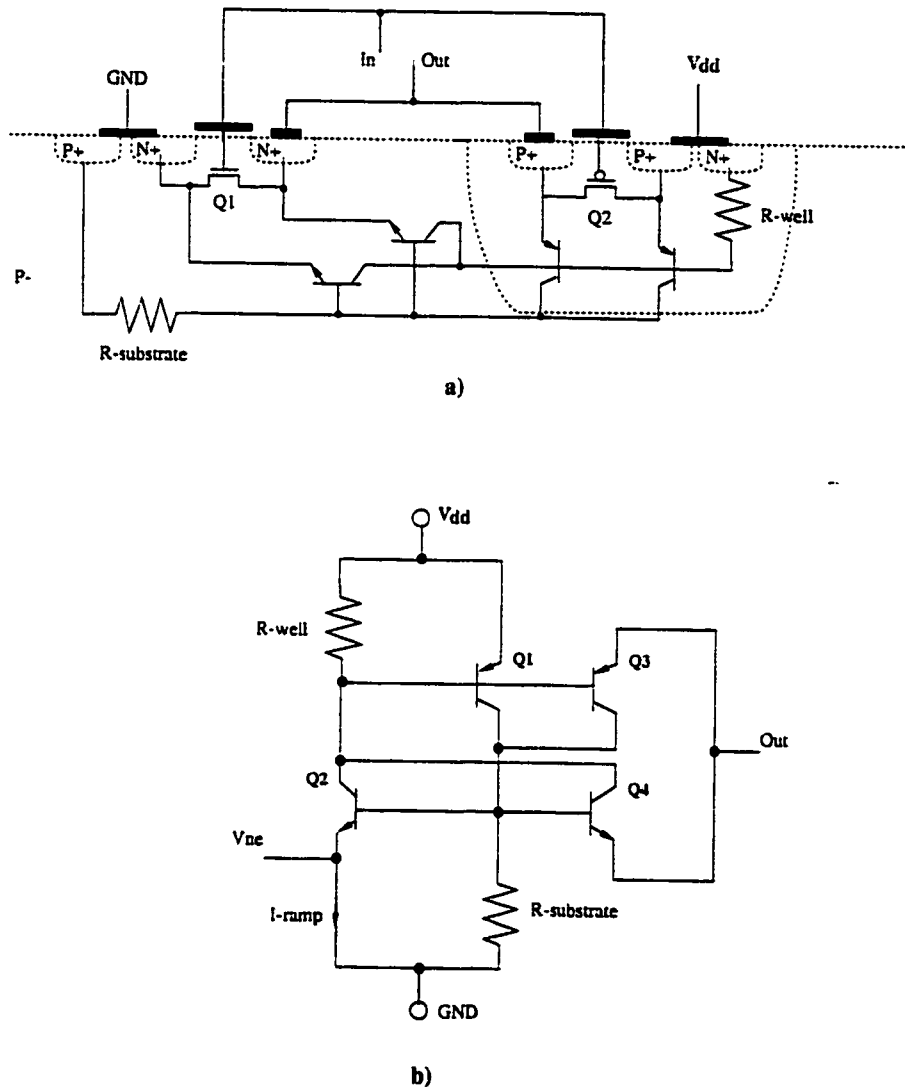 In
Out
GND
Vdd
P+
N+
N+
P+
P+
N+
Q1
Q2
R-well
P-
R-substrate
a)
Vdd
R-well
Q1
Q3
Out
Q2
Q4
Vne
I-ramp
R-substrate
GND
b)